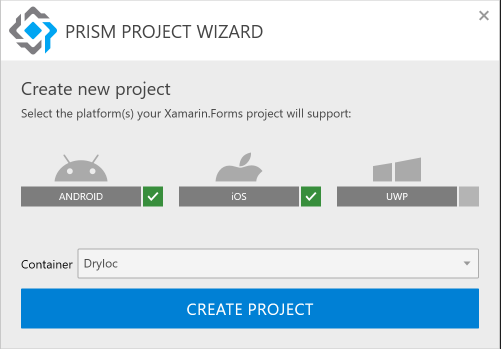 PRISM PROJECT WIZARD
Create new project
Select the platform(s) your Xamarin.Forms project will support:
ANDROID
iOS
UWP
Container
Dryloc
CREATE PROJECT